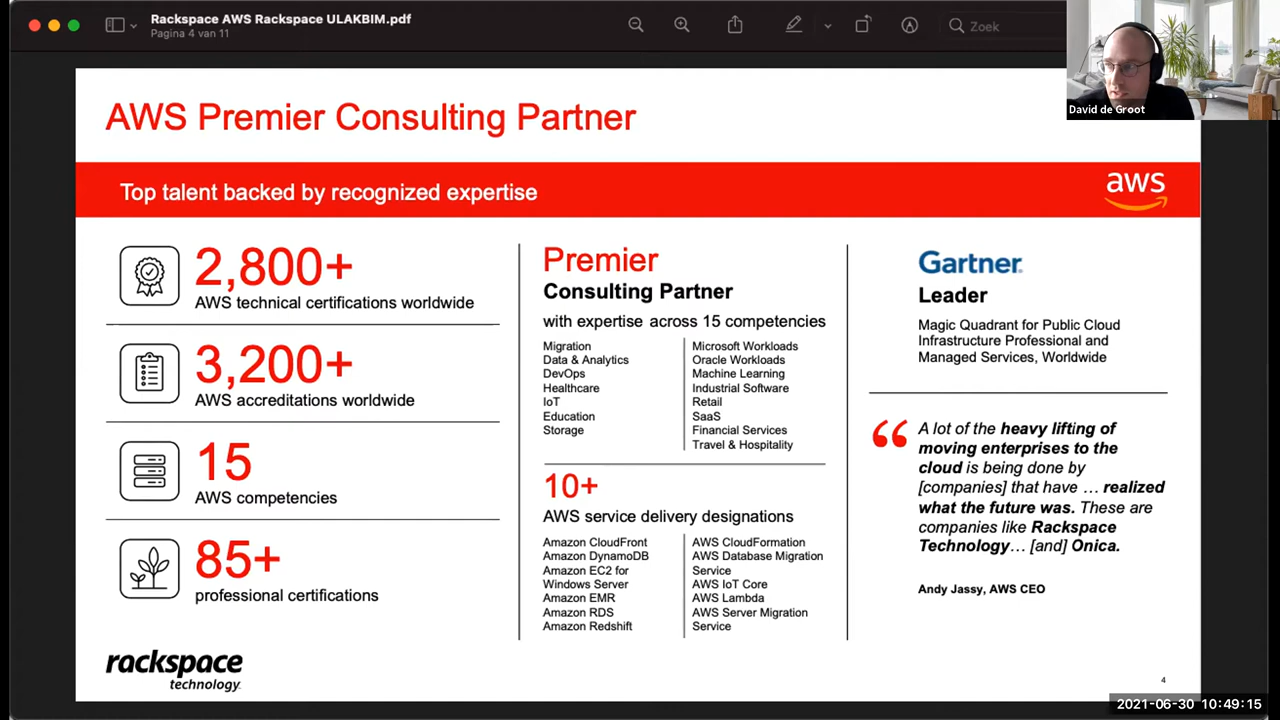 Rackspace AWS Rackspace ULAKBIM.pdf
Pagina 4 van 11
Zoek
David de Groot
AWS Premier Consulting Partner
Top talent backed by recognized expertise
aws
2,800+
AWS technical certifications worldwide
3,200+
AWS accreditations worldwide
15
AWS competencies
85+
professional certifications
Premier
Consulting Partner
with expertise across 15 competencies
Migration
Data & Analytics
DevOps
Healthcare
IoT
Education
Storage
Microsoft Workloads
Oracle Workloads
Machine Learning
Industrial Software
Retail
SaaS
Financial Services
Travel & Hospitality
10+
AWS service delivery designations
Amazon CloudFront
Amazon DynamoDB
Amazon EC2 for
Windows Server
Amazon EMR
Amazon RDS
Amazon Redshift
AWS CloudFormation
AWS Database Migration
Service
AWS IoT Core
AWS Lambda
AWS Server Migration
Service
Gartner
Leader
Magic Quadrant for Public Cloud
Infrastructure Professional and
Managed Services, Worldwide
“ A lot of the heavy lifting of
moving enterprises to the
cloud is being done by
[companies] that have … realized
what the future was. These are
companies like Rackspace
Technology… [and] Onica.
Andy Jassy, AWS CEO
rackspace
technology
4
2021-06-30 10:49:15